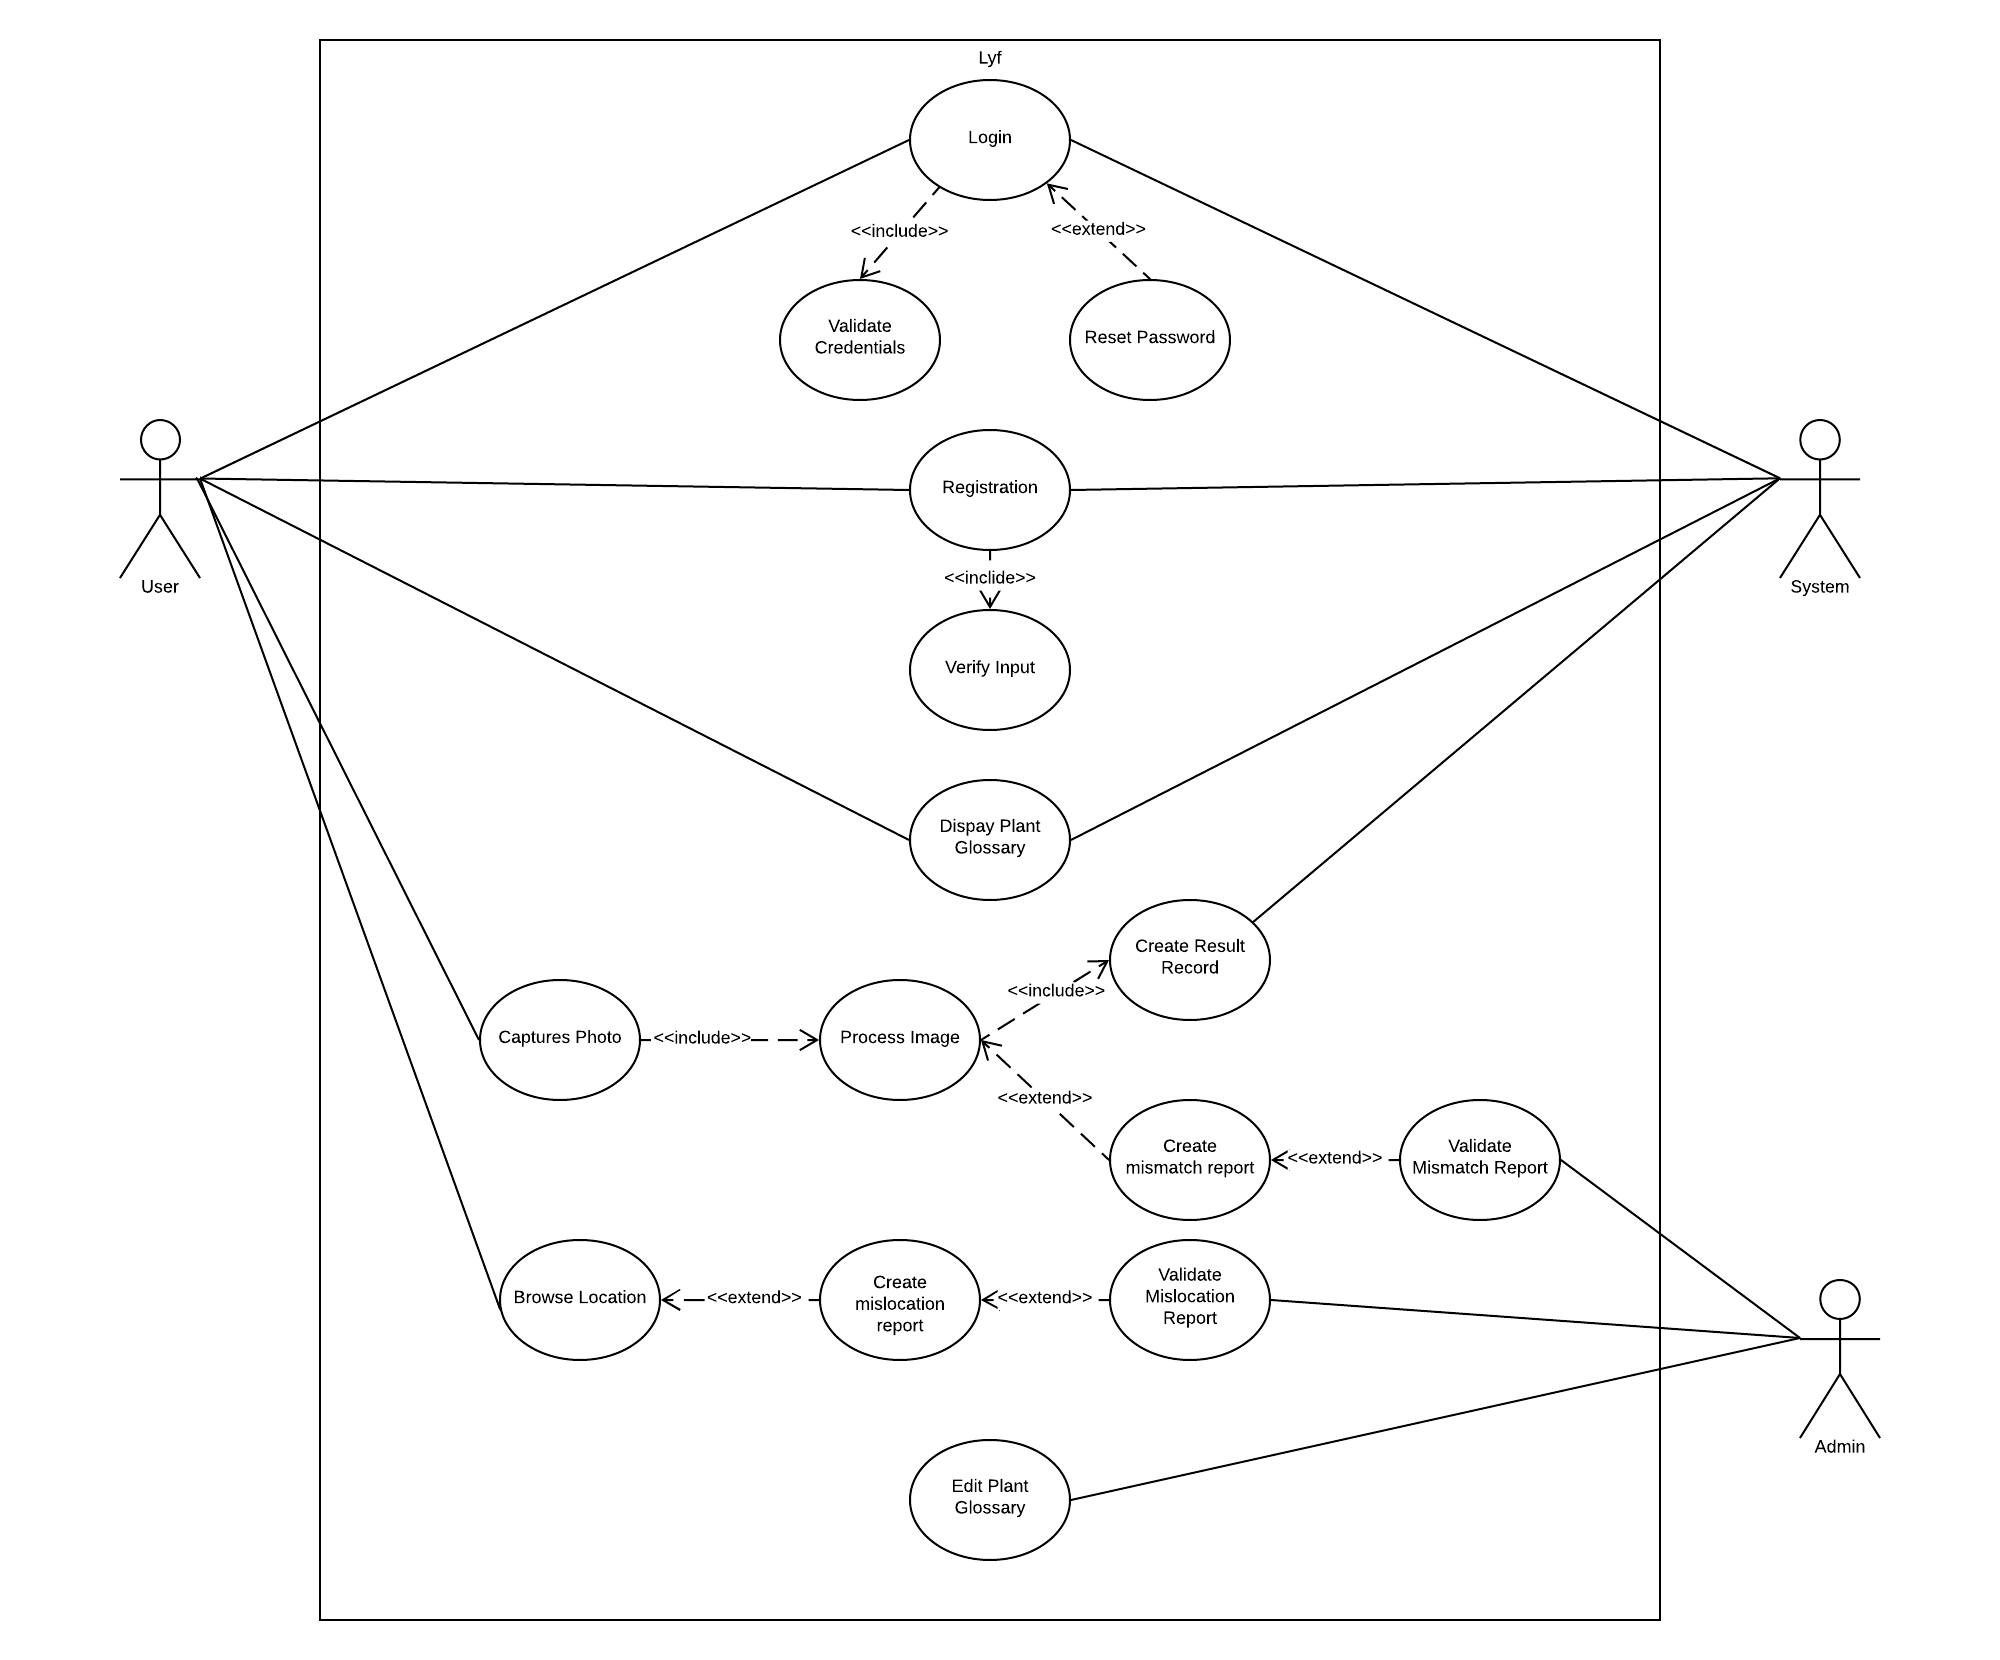 Lyf
Login
<<include>>
<<extend>>
Validate
Credentials
Reset Password
User
Registration
System
<<inclide>>
Verify Input
Dispay Plant
Glossary
Create Result
Record
<<include>>
Captures Photo
<<include>>
Process Image
<<extend>>
Create
mismatch report
<<extend>>
Validate
Mismatch Report
Browse Location
<<extend>>
Create
mislocation
report
<<extend>>
Validate
Mislocation
Report
Admin
Edit Plant
Glossary